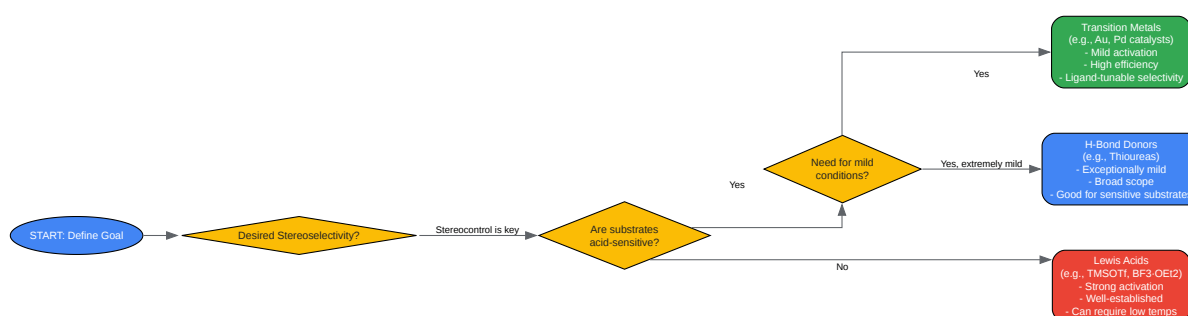 START: Define Goal
Desired Stereoselectivity?
Stereocontrol is key
Are substrates
acid-sensitive?
Yes
No
Need for mild
conditions?
Yes
Yes, extremely mild
Transition Metals
(e.g., Au, Pd catalysts)
- Mild activation
- High efficiency
- Ligand-tunable selectivity
H-Bond Donors
(e.g., Thioureas)
- Exceptionally mild
- Broad scope
- Good for sensitive substrates
Lewis Acids
(e.g., TMSOTf, BF3-OEt2)
- Strong activation
- Well-established
- Can require low temps